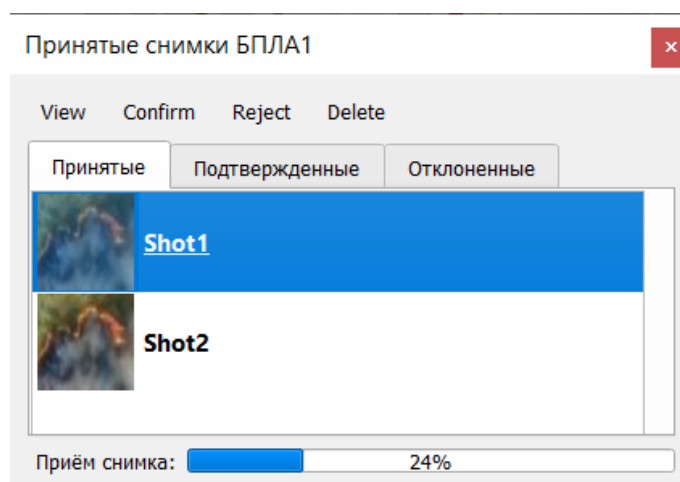 Принятые снимки БПЛА1
View Confirm Reject Delete
Принятые Подтвержденные Отклоненные
Shot1
Shot2
Приём снимка: 24%